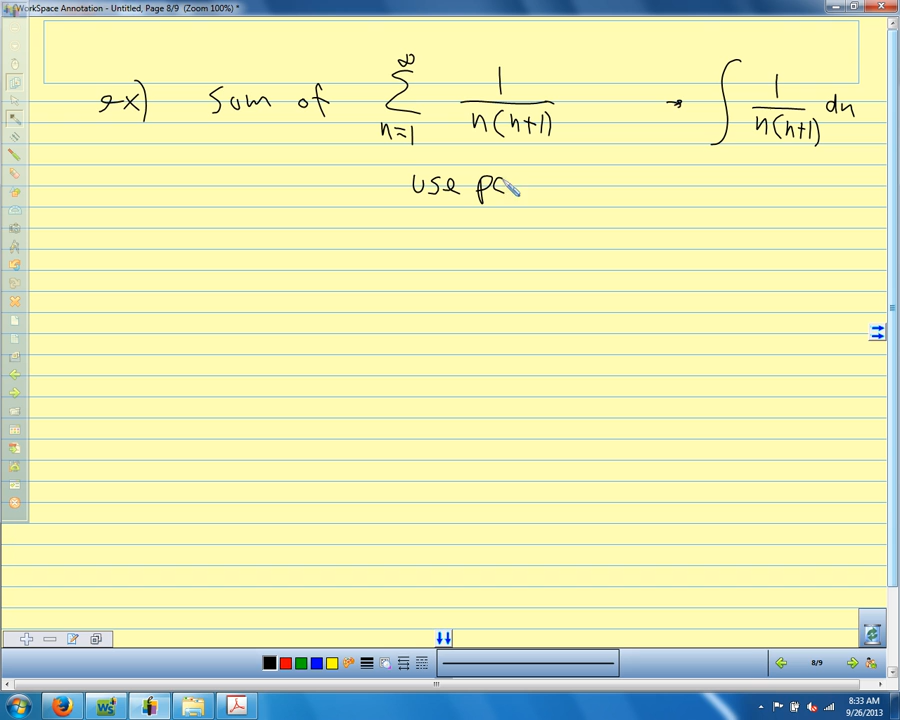 WorkSpace Annotation - Untitled, Page 8/9 (Zoom 100%) *
ex) Sum of ∞ Σ n=1 1/n(n+1) → ∫ 1/n(n+1) dn
use pa
8/9
8:33 AM
9/26/2013